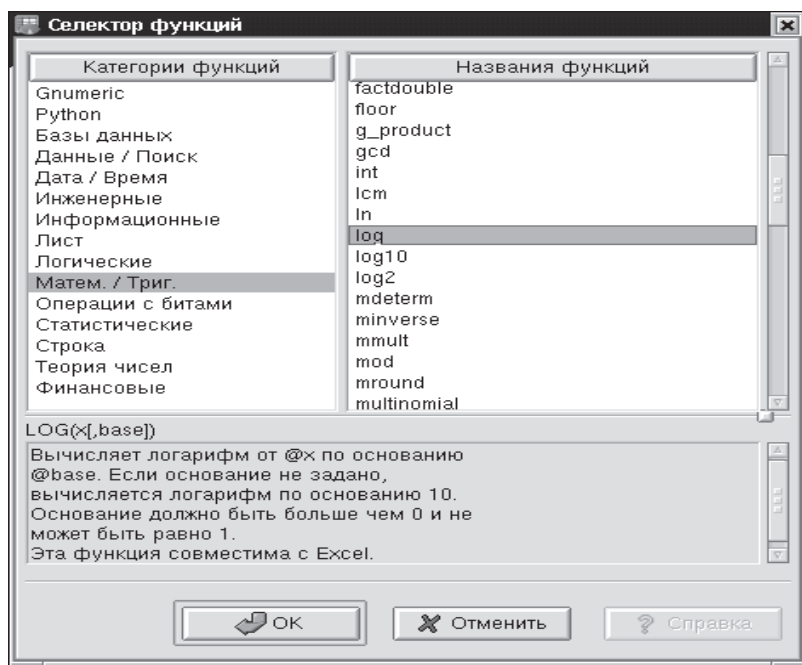 Селектор функций
Категории функций
Gnumeric
Python
Базы данных
Данные / Поиск
Дата / Время
Инженерные
Информационные
Лист
Логические
Матем. / Триг.
Операции с битами
Статистические
Строка
Теория чисел
Финансовые
Названия функций
factdouble
floor
g_product
gcd
int
lcm
ln
log
log10
log2
mdeterm
minverse
mmult
mod
mround
multinomial
LOG(x[,base])
Вычисляет логарифм от @x по основанию
@base. Если основание не задано,
вычисляется логарифм по основанию 10.
Основание должно быть больше чем 0 и не
может быть равно 1.
Эта функция совместима с Excel.
OK
Отменить
? Справка